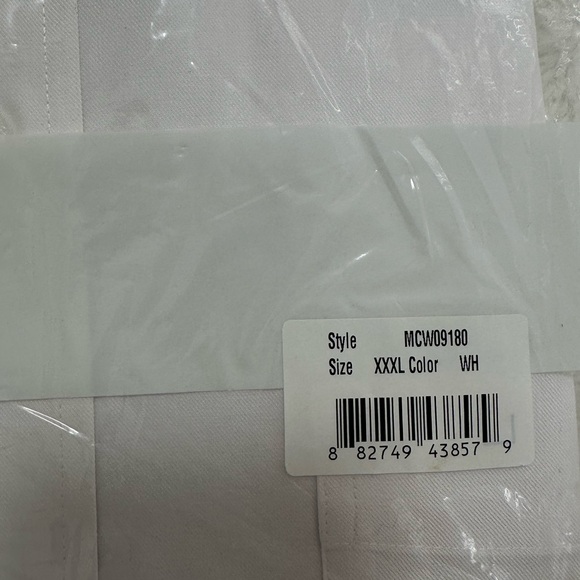 Style MCW09180
Size XXXL Color WH
8 82749 43857 9